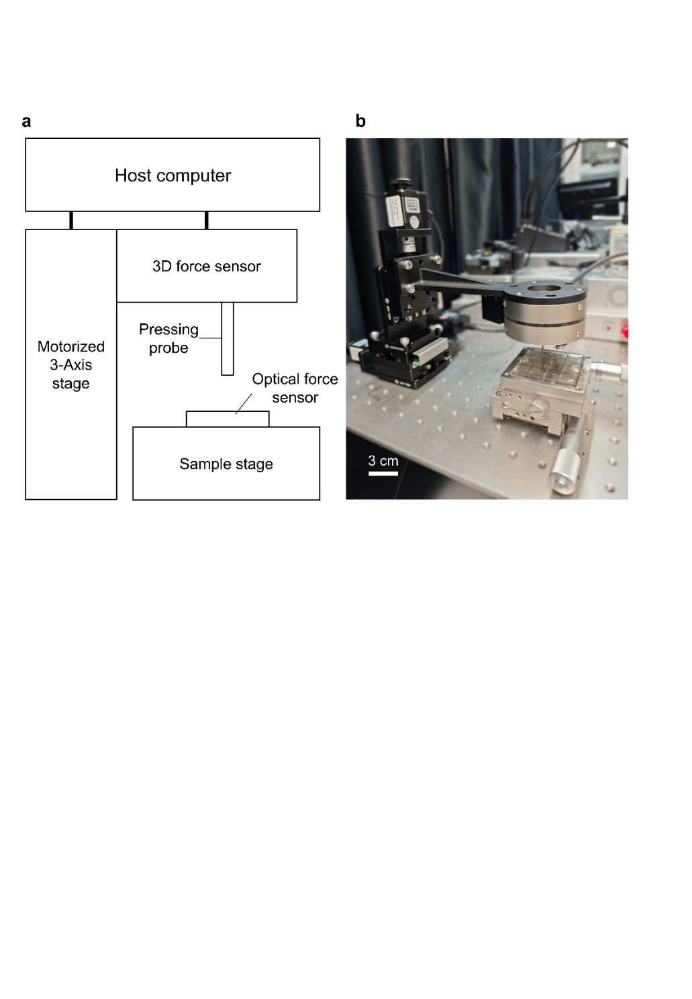 a
b
Host computer
3D force sensor
Pressing
probe
Motorized
3-Axis
stage
Optical force
sensor
Sample stage
3 cm